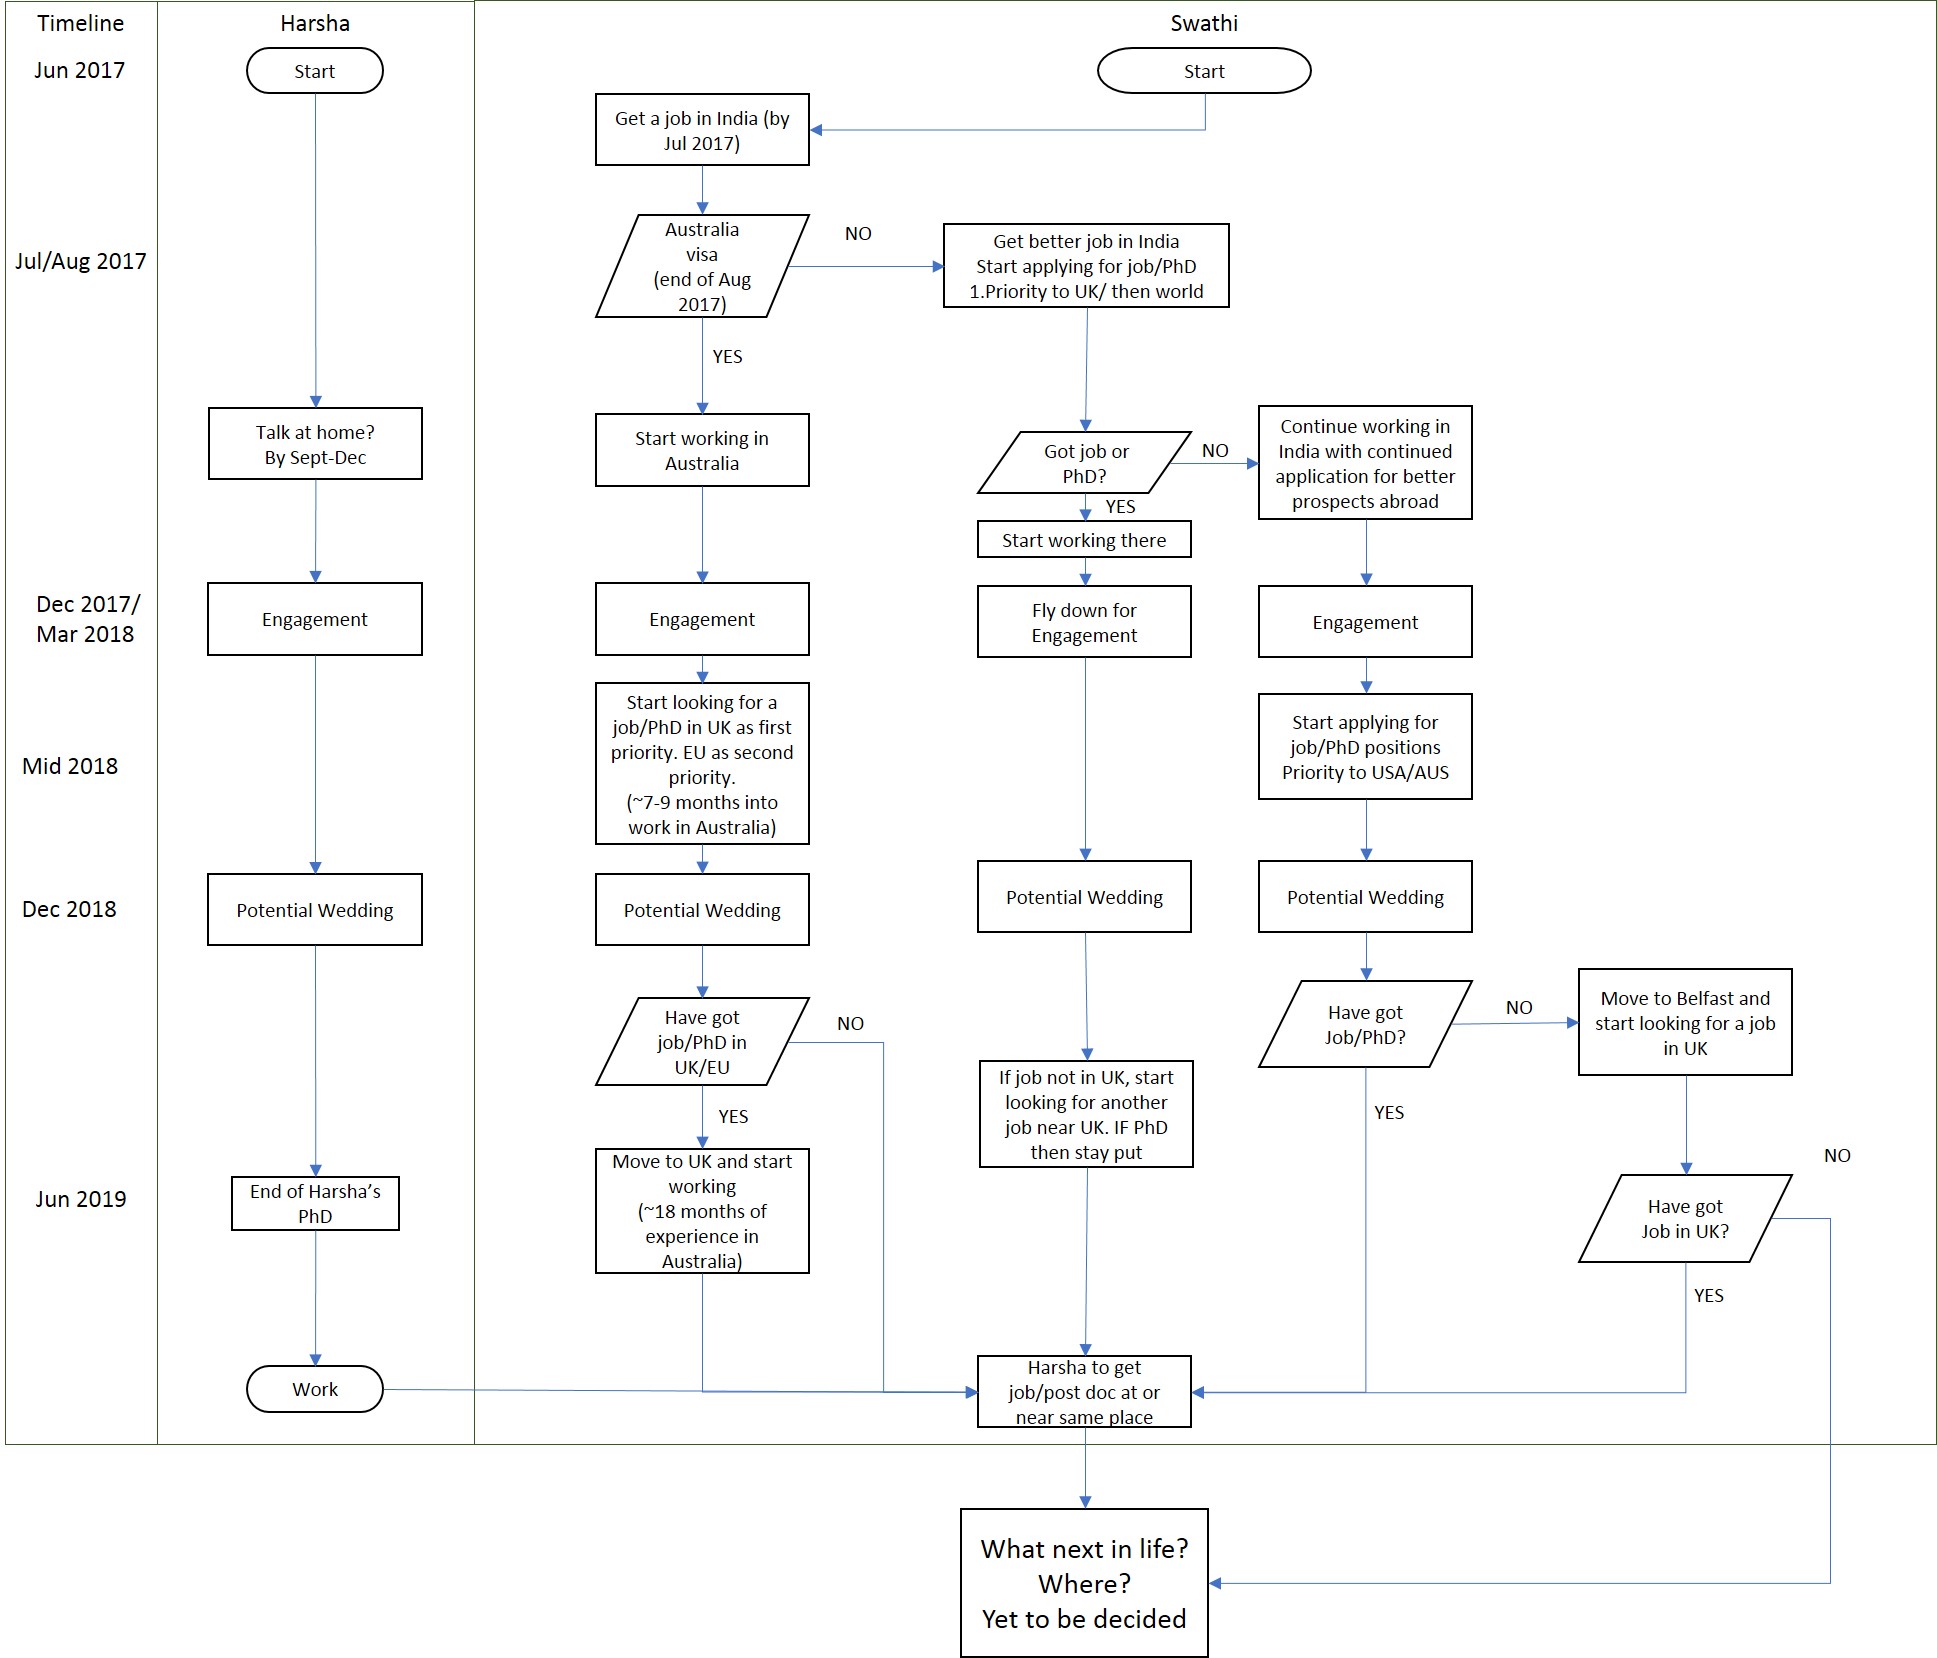 Timeline
Harsha
Swathi
Jun 2017
Start
Start
Get a job in India (by
Jul 2017)
Jul/Aug 2017
Australia
visa
(end of Aug
2017)
NO
Get better job in India
Start applying for job/PhD
1.Priority to UK/ then world
YES
Talk at home?
By Sept-Dec
Start working in
Australia
Got job or
PhD?
NO
Continue working in
India with continued
application for better
prospects abroad
YES
Start working there
Dec 2017/
Mar 2018
Engagement
Engagement
Fly down for
Engagement
Engagement
Mid 2018
Start looking for a
job/PhD in UK as first
priority. EU as second
priority.
(~7-9 months into
work in Australia)
Start applying for
job/PhD positions
Priority to USA/AUS
Dec 2018
Potential Wedding
Potential Wedding
Potential Wedding
Potential Wedding
Have got
job/PhD in
UK/EU
NO
Have got
Job/PhD?
NO
Move to Belfast and
start looking for a job
in UK
YES
If job not in UK, start
looking for another
job near UK. IF PhD
then stay put
YES
Jun 2019
End of Harsha’s
PhD
Move to UK and start
working
(~18 months of
experience in
Australia)
Have got
Job in UK?
NO
YES
Work
Harsha to get
job/post doc at or
near same place
What next in life?
Where?
Yet to be decided